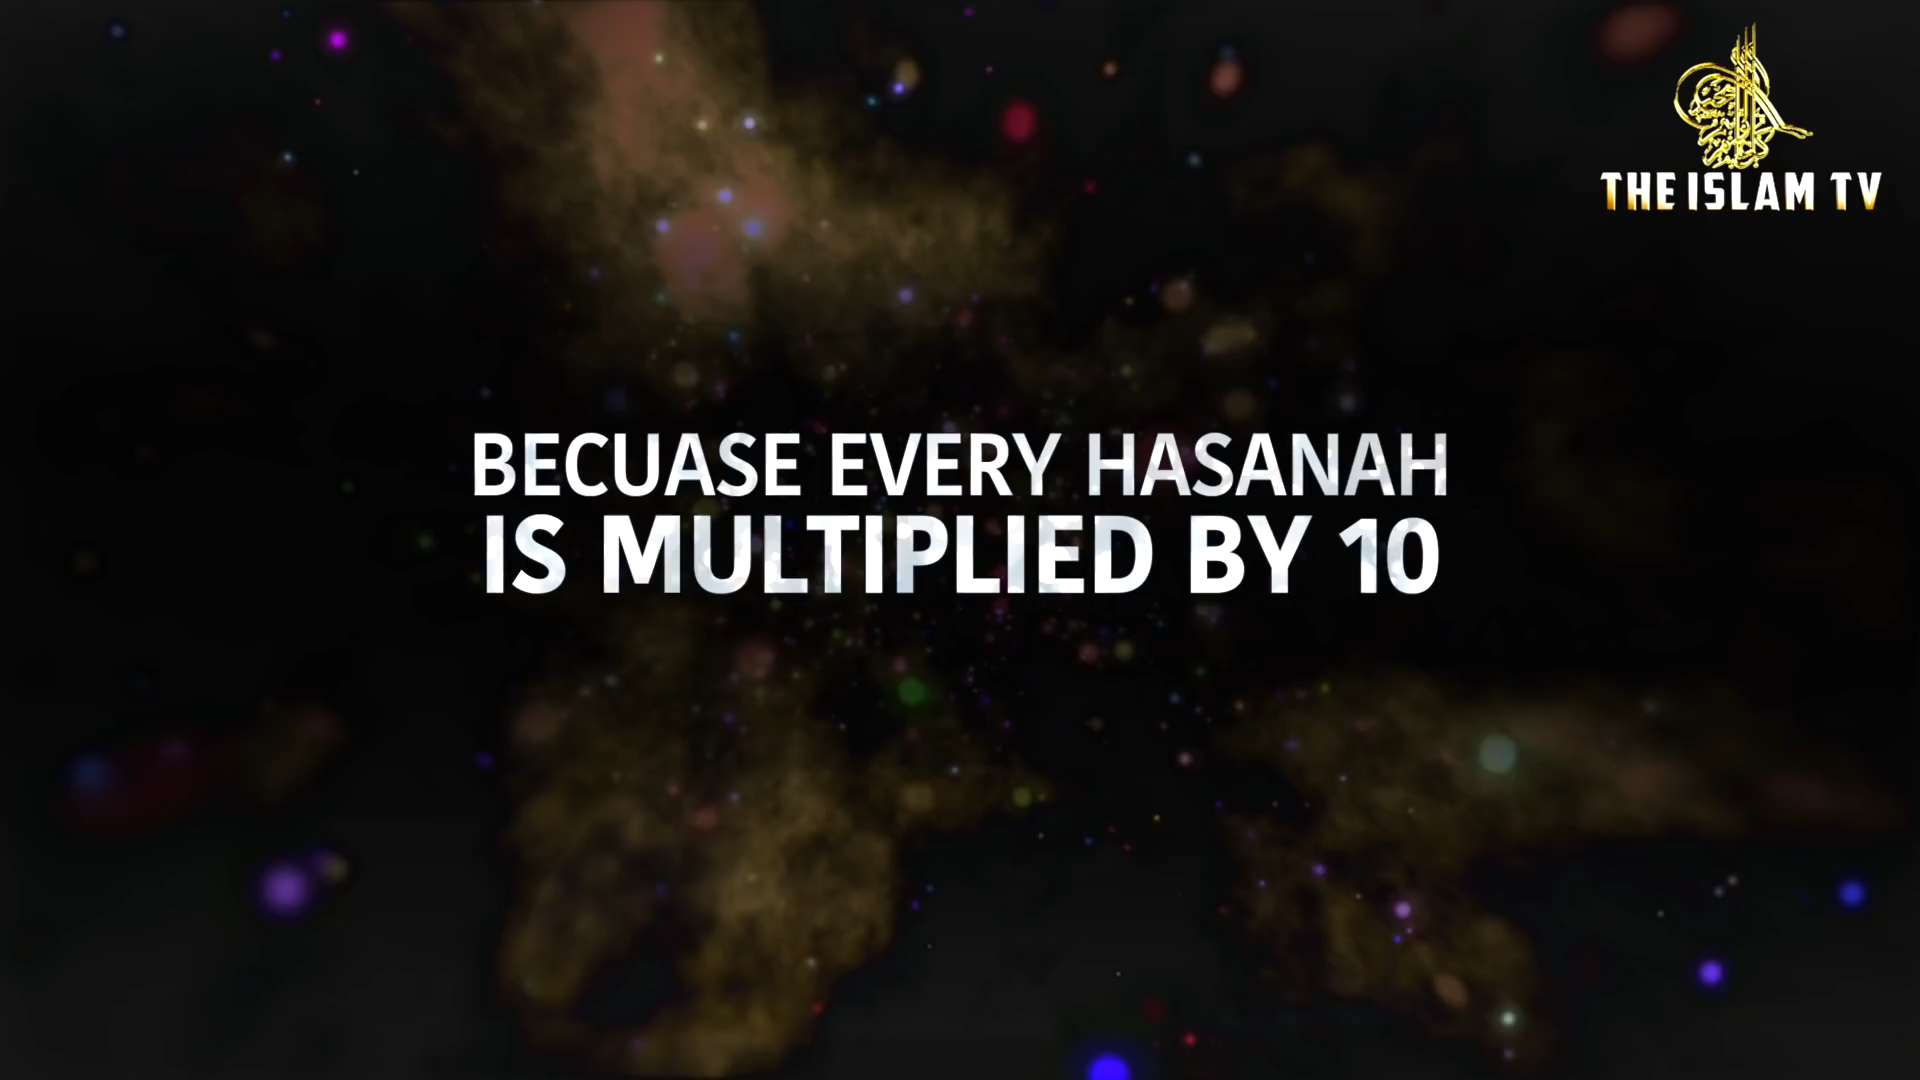 THE ISLAM TV
BECUASE EVERY HASANAH
IS MULTIPLIED BY 10